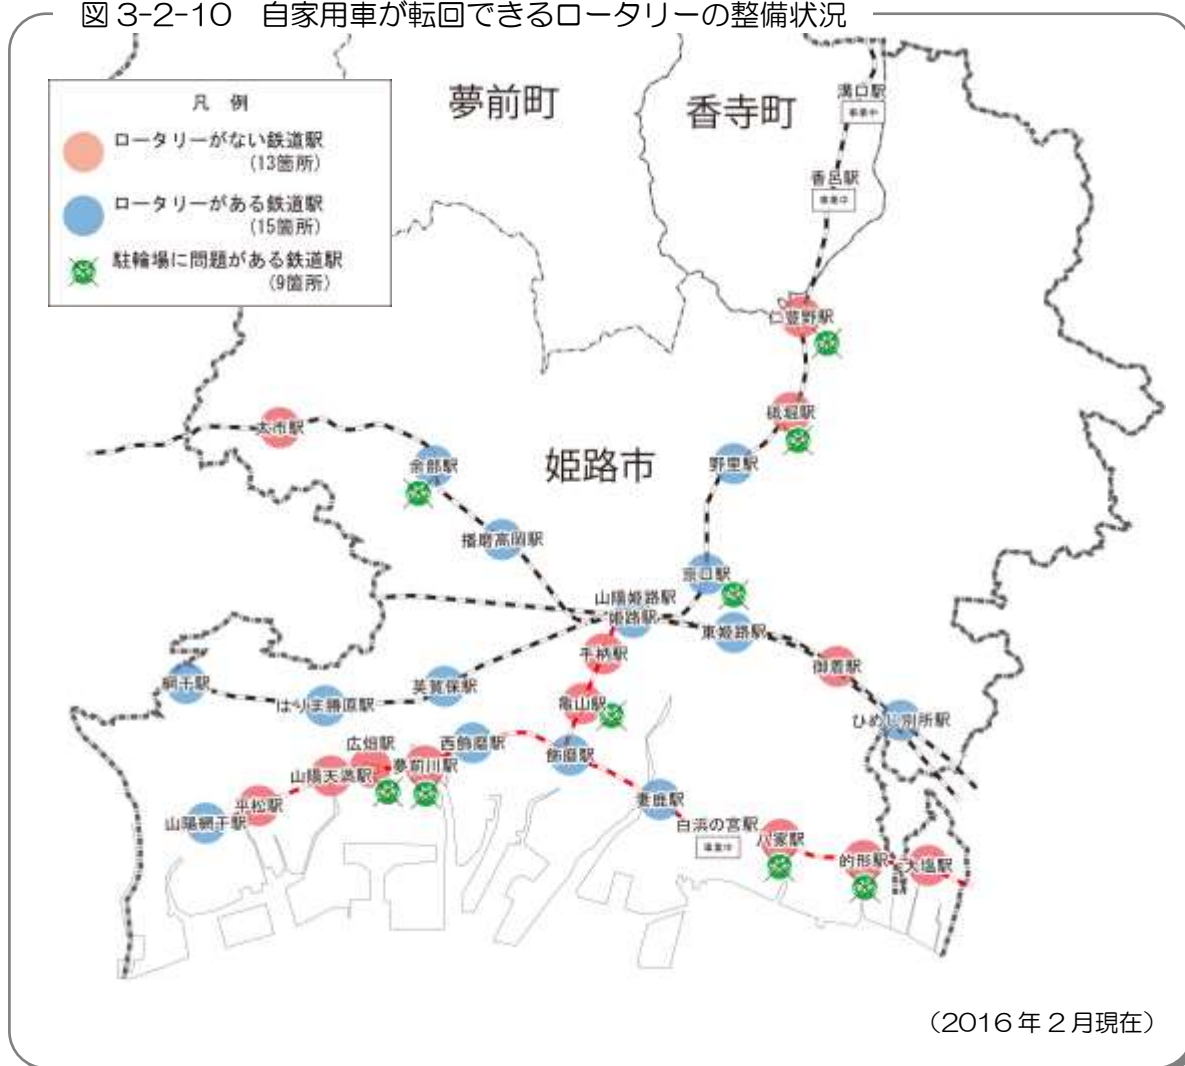 図 3-2-10 自家用車が転回できるロータリーの整備状況
凡 例
ロータリーがない鉄道駅
(13箇所)
ロータリーがある鉄道駅
(15箇所)
駐輪場に問題がある鉄道駅
(9箇所)
夢前町
香寺町
溝口駅
事業中
香呂駅
事業中
仁豊野駅
砥堀駅
太市駅
余部駅
姫路市
野里駅
播磨高岡駅
京口駅
山陽姫路駅
姫路駅
東姫路駅
手柄駅
御着駅
網干駅
はりま勝原駅
英賀保駅
亀山駅
ひめじ別所駅
広畑駅
西飾磨駅
飾磨駅
山陽天満駅
夢前川駅
平松駅
山陽網干駅
妻鹿駅
白浜の宮駅
事業中
八家駅
的形駅
大塩駅
(2016年2月現在)